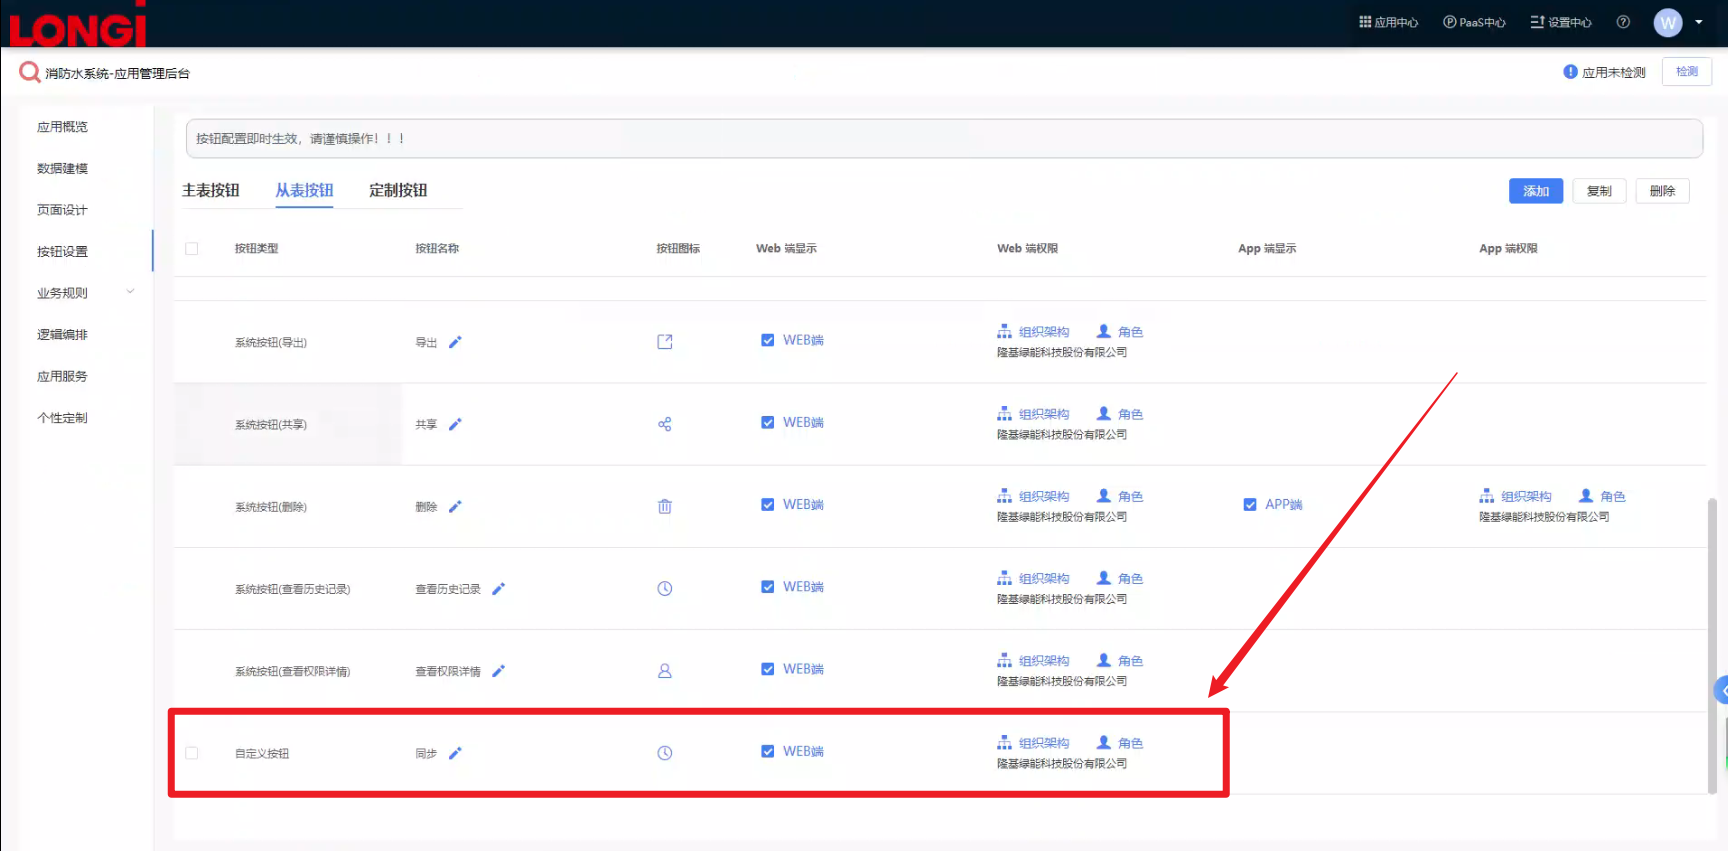 LONGi
应用中心 PaaS中心 设置中心 W
消防水系统-应用管理后台 应用未检测 检测
应用概览
数据建模
页面设计
按钮设置
业务规则
逻辑编排
应用服务
个性定制
按钮配置即时生效，请谨慎操作！！！
主表按钮 从表按钮 定制按钮 添加 复制 删除
按钮类型 按钮名称 按钮图标 Web 端显示 Web 端权限 App 端显示 App 端权限
系统按钮(导出) 导出 WEB端 组织架构 角色
隆基绿能科技股份有限公司
系统按钮(共享) 共享 WEB端 组织架构 角色
隆基绿能科技股份有限公司
系统按钮(删除) 删除 WEB端 组织架构 角色 APP端 组织架构 角色
隆基绿能科技股份有限公司 隆基绿能科技股份有限公司
系统按钮(查看历史记录) 查看历史记录 WEB端 组织架构 角色
隆基绿能科技股份有限公司
系统按钮(查看权限详情) 查看权限详情 WEB端 组织架构 角色
隆基绿能科技股份有限公司
自定义按钮 同步 WEB端 组织架构 角色
隆基绿能科技股份有限公司